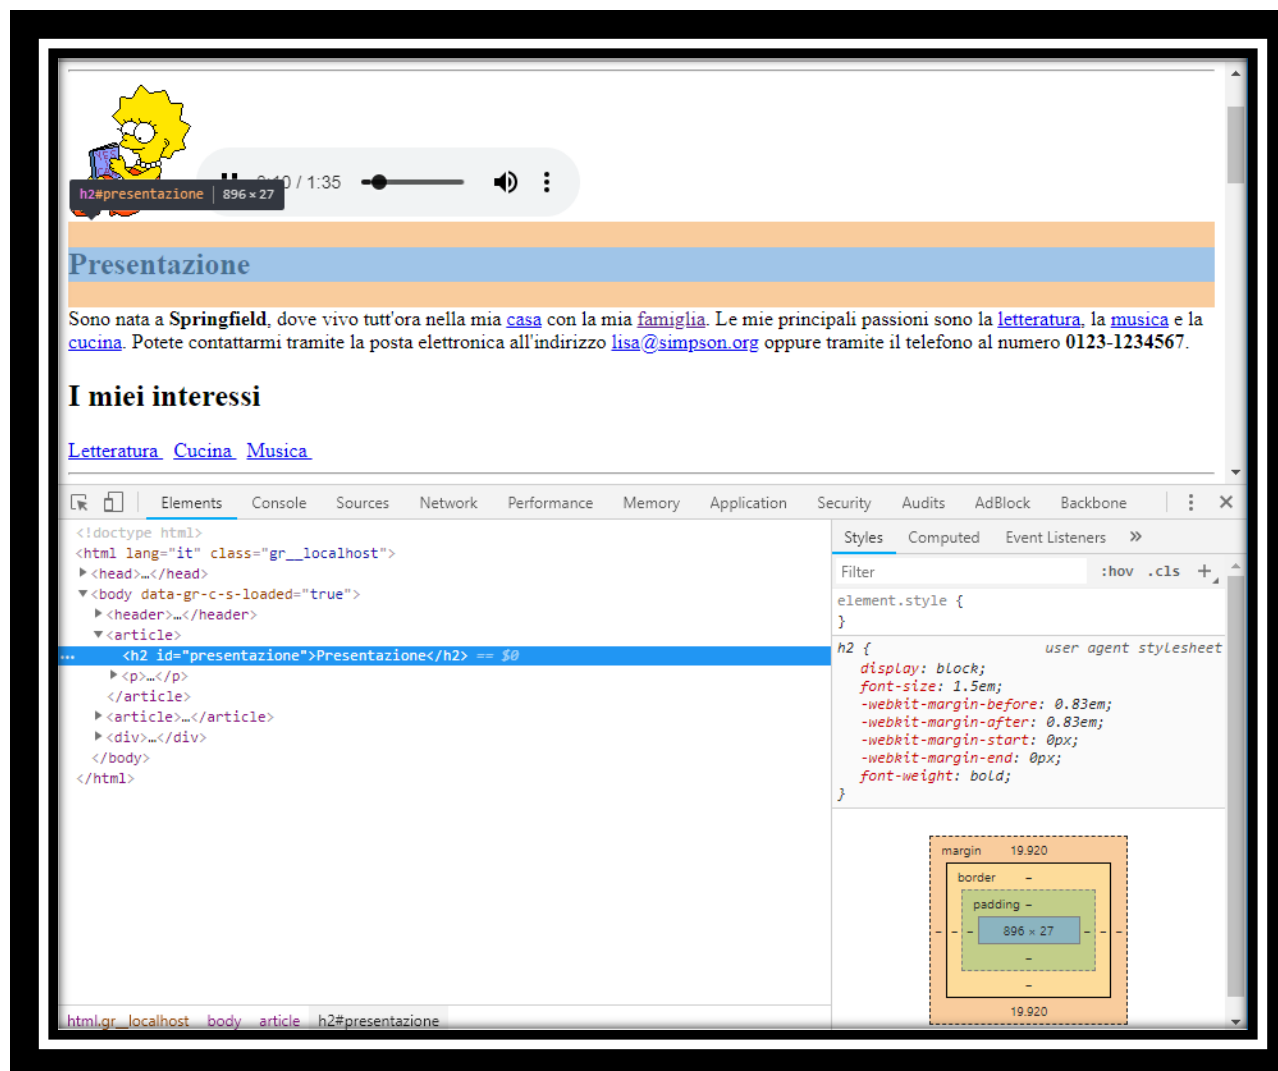 YES
h2#presentazione 896 × 27
/ 1:35
Presentazione
Sono nata a Springfield, dove vivo tutt'ora nella mia casa con la mia famiglia. Le mie principali passioni sono la letteratura, la musica e la
cucina. Potete contattarmi tramite la posta elettronica all'indirizzo lisa@simpson.org oppure tramite il telefono al numero 0123-1234567.
I miei interessi
Letteratura Cucina Musica
Elements Console Sources Network Performance Memory Application Security Audits AdBlock Backbone
<!doctype html>
<html lang="it" class="gr__localhost">
<head>…</head>
<body data-gr-c-s-loaded="true">
<header>…</header>
<article>
… <h2 id="presentazione">Presentazione</h2> == $0
<p>…</p>
</article>
<article>…</article>
<div>…</div>
</body>
</html>
html.gr__localhost body article h2#presentazione
Styles Computed Event Listeners »
Filter :hov .cls +
element.style {
}
h2 { user agent stylesheet
display: block;
font-size: 1.5em;
-webkit-margin-before: 0.83em;
-webkit-margin-after: 0.83em;
-webkit-margin-start: 0px;
-webkit-margin-end: 0px;
font-weight: bold;
}
margin 19.920
border –
padding –
– – – 896 × 27 – – –
–
–
19.920